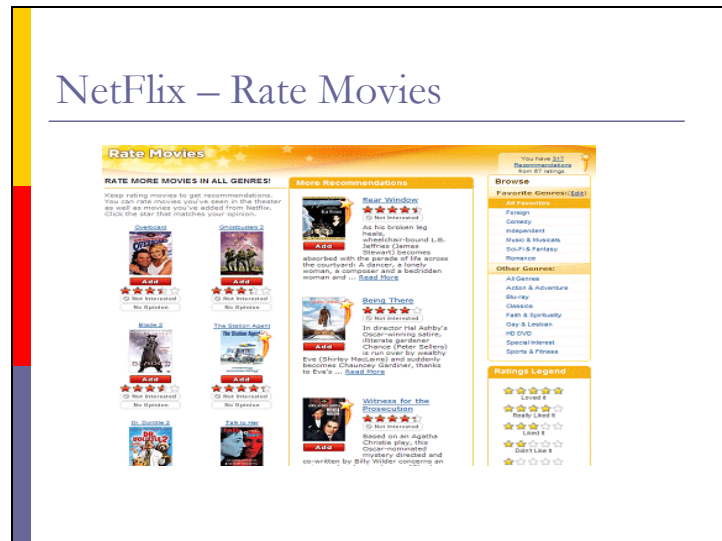 NetFlix – Rate Movies
Rate Movies
You have 917
Recommendations
from 87 ratings.
RATE MORE MOVIES IN ALL GENRES!
Keep rating movies to get recommendations.
You can rate movies you've seen in the theater
as well as movies you've added from Netflix.
Click the star that matches your opinion.
Overboard
Ghostbusters 2
Add
Add
Not Interested
Not Interested
No Opinion
No Opinion
Blade 2
The Station Agent
The Station Agent
Add
Add
Not Interested
Not Interested
No Opinion
No Opinion
Dr. Dolittle 2
Talk to Her
More Recommendations
Rear Window
Not Interested
Add
As his broken leg
heals,
wheelchair-bound L.B.
Jeffries (James
Stewart) becomes
absorbed with the parade of life across
the courtyard: A dancer, a lonely
woman, a composer and a bedridden
woman and ... Read More
Being There
Not Interested
Add
In director Hal Ashby's
Oscar-winning satire,
illiterate gardener
Chance (Peter Sellers)
is run over by wealthy
Eve (Shirley MacLaine) and suddenly
becomes Chauncey Gardiner, thanks
to Eve's ... Read More
Witness for the
Prosecution
Not Interested
Add
Based on an Agatha
Christie play, this
Oscar-nominated
mystery directed and
co-written by Billy Wilder concerns an
Browse
Favorite Genres:(Edit)
All Favorites
Foreign
Comedy
Independent
Music & Musicals
Sci-Fi & Fantasy
Romance
Other Genres:
All Genres
Action & Adventure
Blu-ray
Classics
Faith & Spirituality
Gay & Lesbian
HD DVD
Special Interest
Sports & Fitness
Ratings Legend
Loved it
Really Liked it
Liked it
Didn't Like it